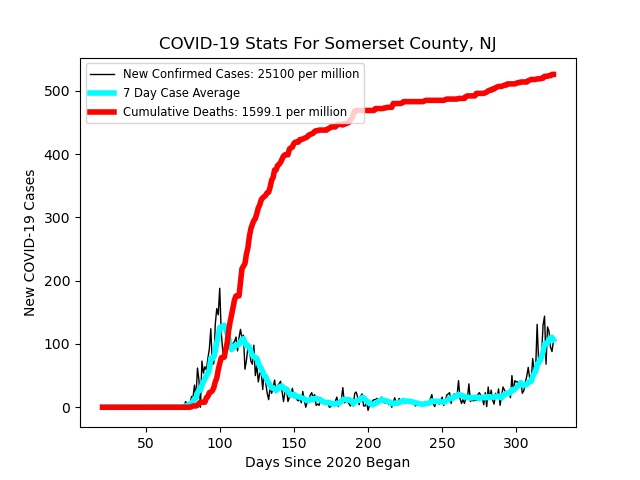 COVID-19 Stats For Somerset County, NJ
New Confirmed Cases: 25100 per million
7 Day Case Average
Cumulative Deaths: 1599.1 per million
New COVID-19 Cases
500
400
300
200
100
0
50 100 150 200 250 300
Days Since 2020 Began